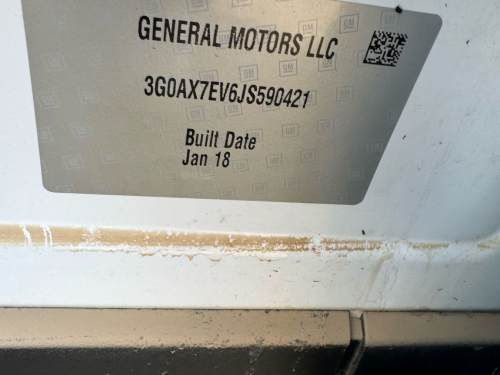 GENERAL MOTORS LLC
3G0AX7EV6JS590421
Built Date
Jan 18